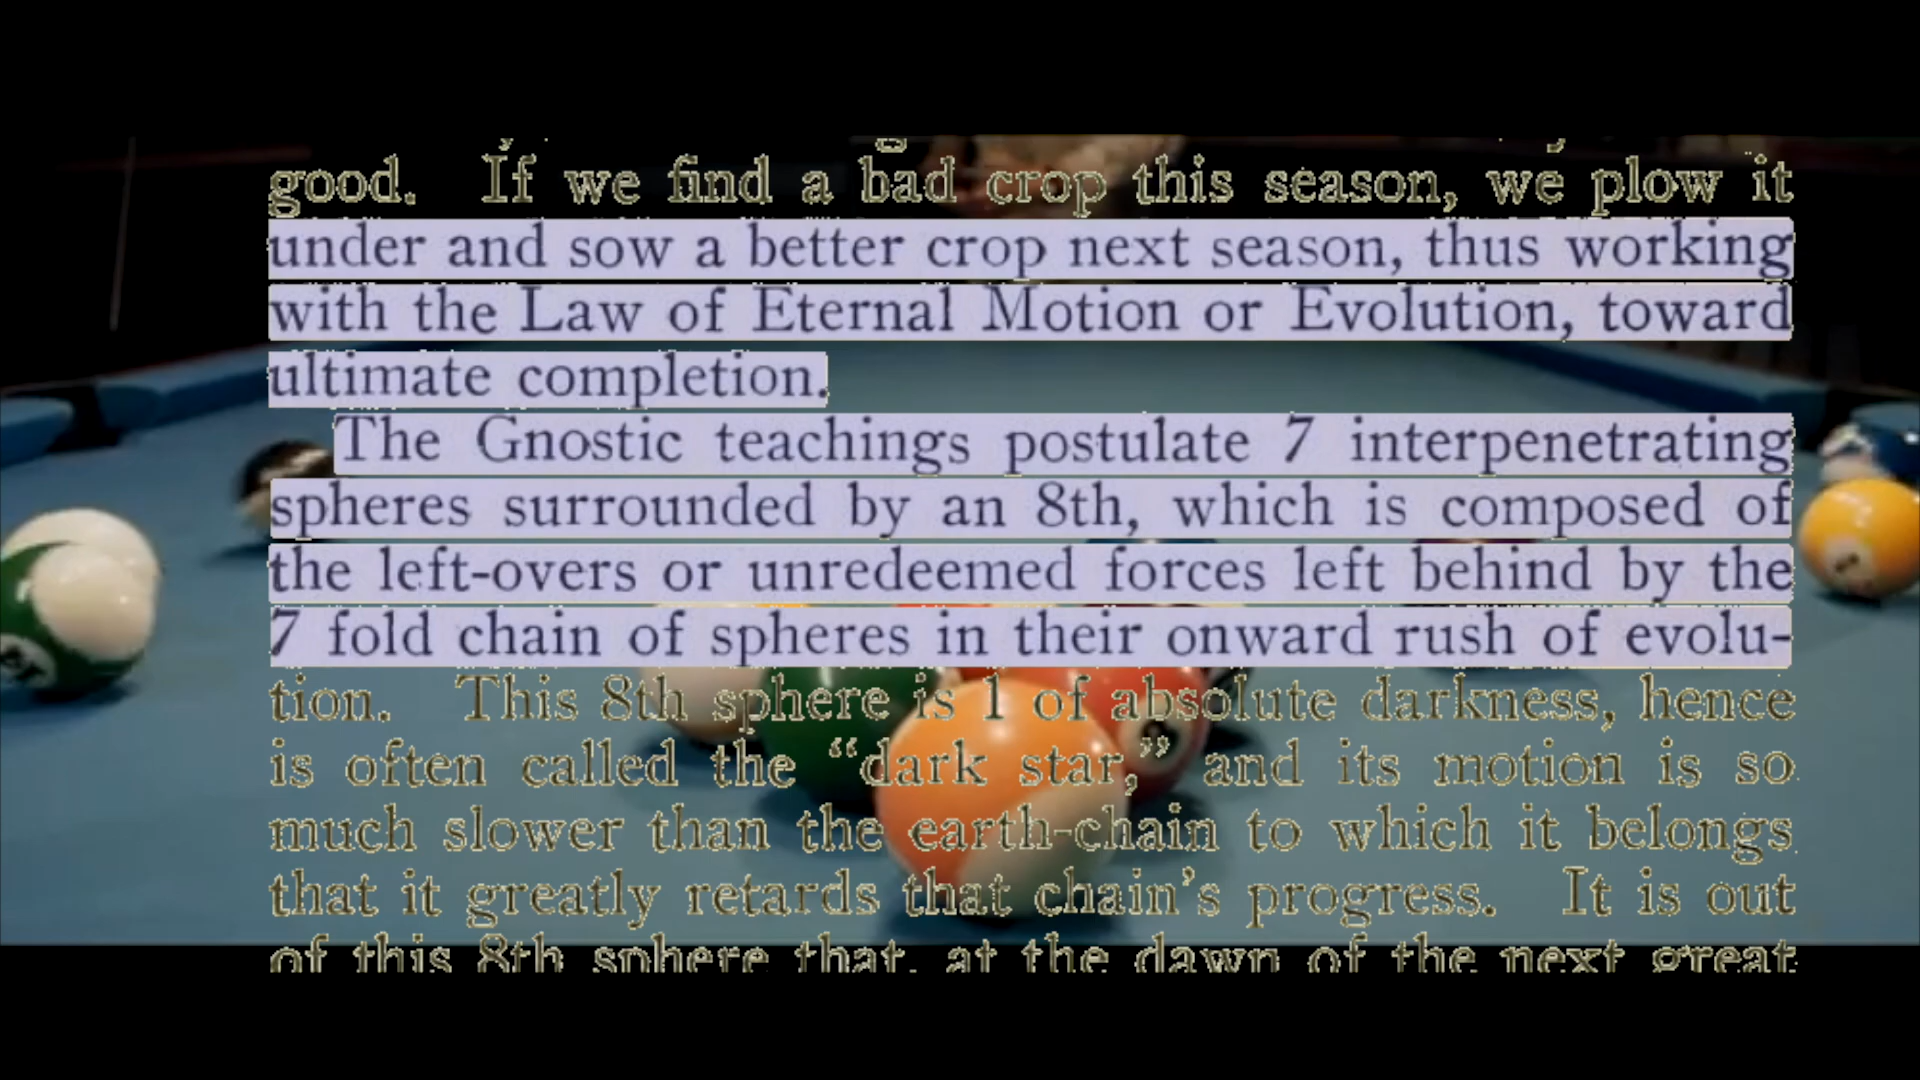 good. If we find a bad crop this season, we plow it
under and sow a better crop next season, thus working
with the Law of Eternal Motion or Evolution, toward
ultimate completion.
The Gnostic teachings postulate 7 interpenetrating
spheres surrounded by an 8th, which is composed of
the left-overs or unredeemed forces left behind by the
7 fold chain of spheres in their onward rush of evolu-
tion. This 8th sphere is 1 of absolute darkness, hence
is often called the “dark star,” and its motion is so
much slower than the earth-chain to which it belongs
that it greatly retards that chain’s progress. It is out
of this 8th sphere that, at the dawn of the next great